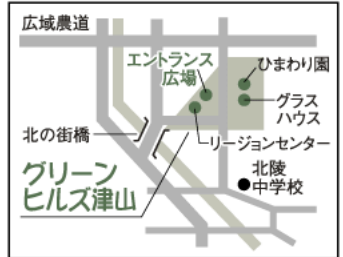 広域農道
エントランス
広場
ひまわり園
グラス
ハウス
リージョンセンター
北の街橋
グリーン
ヒルズ津山
北陵
中学校